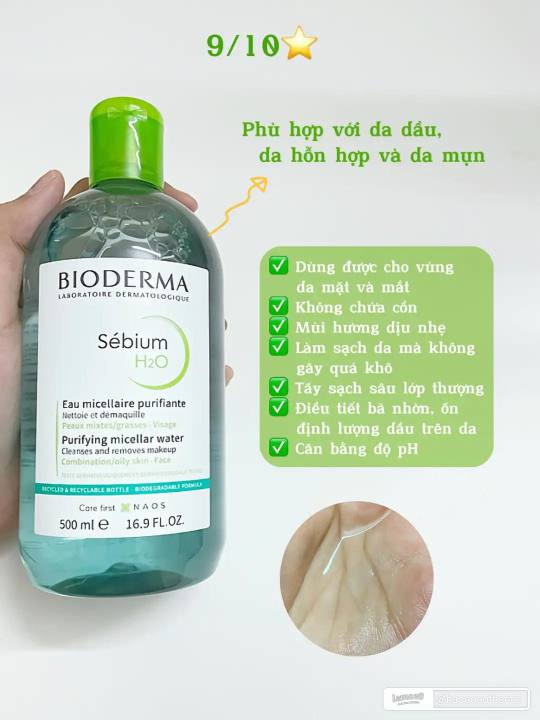 9/10
Phù hợp với da dầu,
da hỗn hợp và da mụn
BIODERMA
LABORATOIRE DERMATOLOGIQUE
Sébium
H2O
Eau micellaire purifiante
Nettoie et démaquille
Peaux mixtes/grasses - Visage
Purifying micellar water
Cleanses and removes makeup
Combination/oily skin - Face
RECYCLED & RECYCLABLE BOTTLE - BIODEGRADABLE FORMULA
Care first NAOS
500 ml e 16.9 FL.OZ.
Dùng được cho vùng
da mặt và mắt
Không chứa cồn
Mùi hương dịu nhẹ
Làm sạch da mà không
gây quá khô
Tẩy sạch sâu lớp thượng
Điều tiết bã nhờn, ổn
định lượng dầu trên da
Cân bằng độ pH